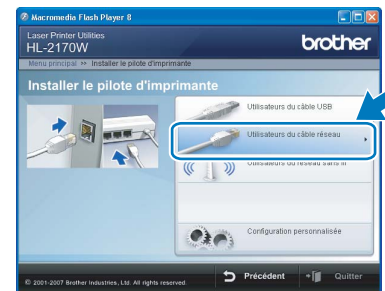 Macromedia Flash Player 8
Laser Printer Utilities
HL-2170W
brother
Menu principal >> Installer le pilote d'imprimante
Installer le pilote d'imprimante
Utilisateurs du câble USB
Utilisateurs du câble réseau
Utilisateurs du réseau sans fil
Configuration personnalisée
© 2001-2007 Brother Industries, Ltd. All rights reserved.
Précédent
Quitter